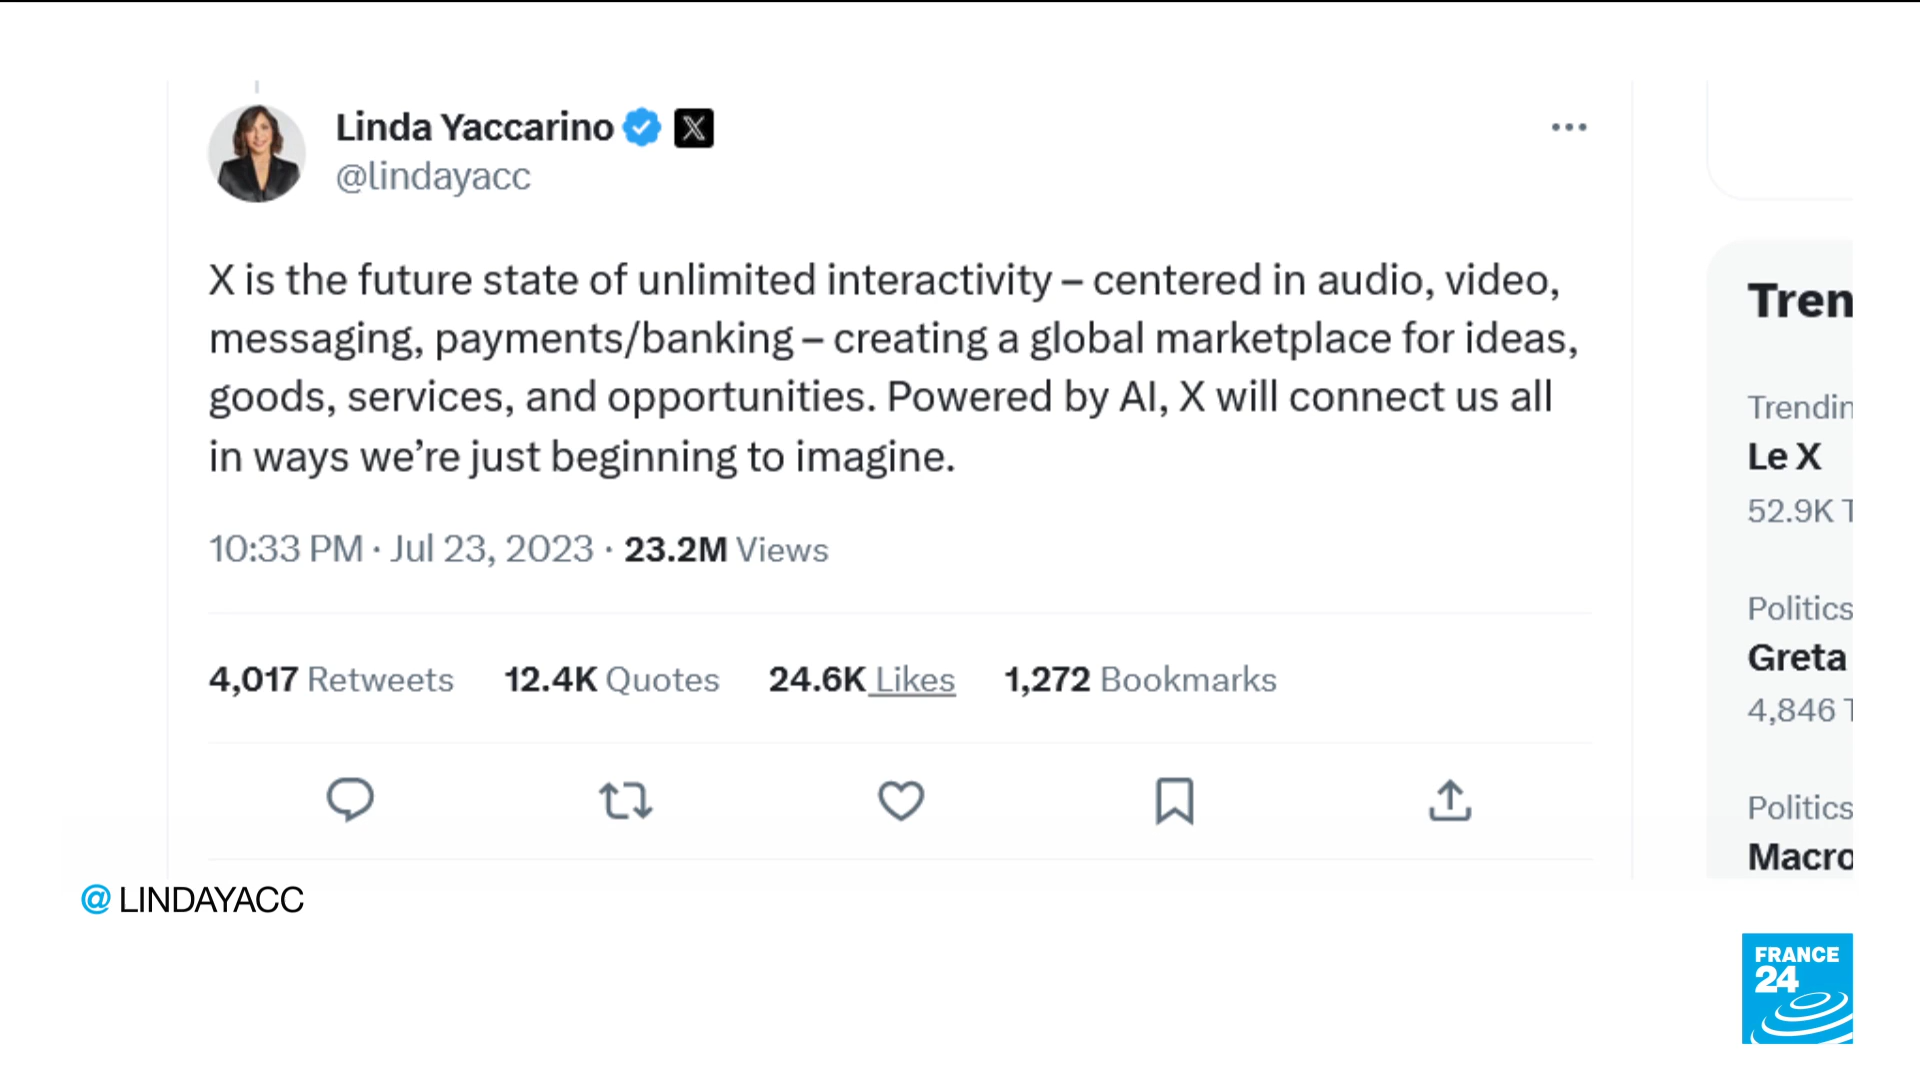 Linda Yaccarino
@lindayacc
X is the future state of unlimited interactivity – centered in audio, video,
messaging, payments/banking – creating a global marketplace for ideas,
goods, services, and opportunities. Powered by AI, X will connect us all
in ways we’re just beginning to imagine.
10:33 PM · Jul 23, 2023 · 23.2M Views
4,017 Retweets 12.4K Quotes 24.6K Likes 1,272 Bookmarks
Tren
Trendin
Le X
52.9K T
Politics
Greta
4,846 T
Politics
Macro
@ LINDAYACC
FRANCE
24